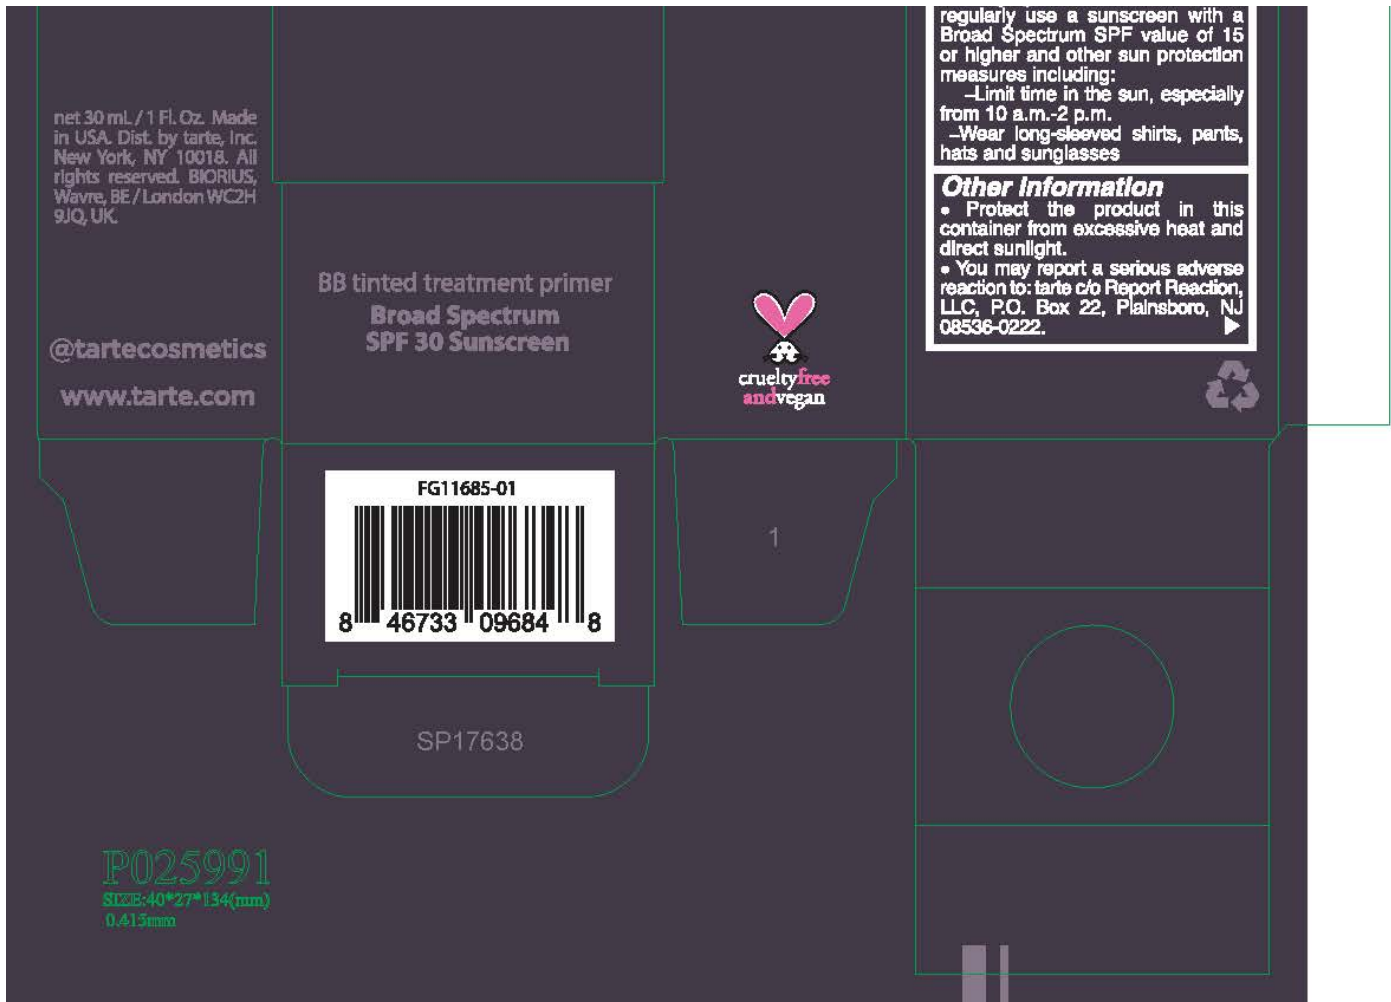 net 30 mL / 1 Fl. Oz. Made
in USA. Dist. by tarte, Inc.
New York, NY 10018. All
rights reserved. BIORIUS,
Wavre, BE / London WC2H
9JQ, UK.
@tartecosmetics
www.tarte.com
BB tinted treatment primer
Broad Spectrum
SPF 30 Sunscreen
crueltyfree
andvegan
regularly use a sunscreen with a
Broad Spectrum SPF value of 15
or higher and other sun protection
measures including:
–Limit time in the sun, especially
from 10 a.m.-2 p.m.
–Wear long-sleeved shirts, pants,
hats and sunglasses
Other Information
• Protect the product in this
container from excessive heat and
direct sunlight.
• You may report a serious adverse
reaction to: tarte c/o Report Reaction,
LLC, P.O. Box 22, Plainsboro, NJ
08536-0222.
FG11685-01
8 46733 09684 8
1
SP17638
P025991
SIZE:40*27*134(mm)
0.415mm